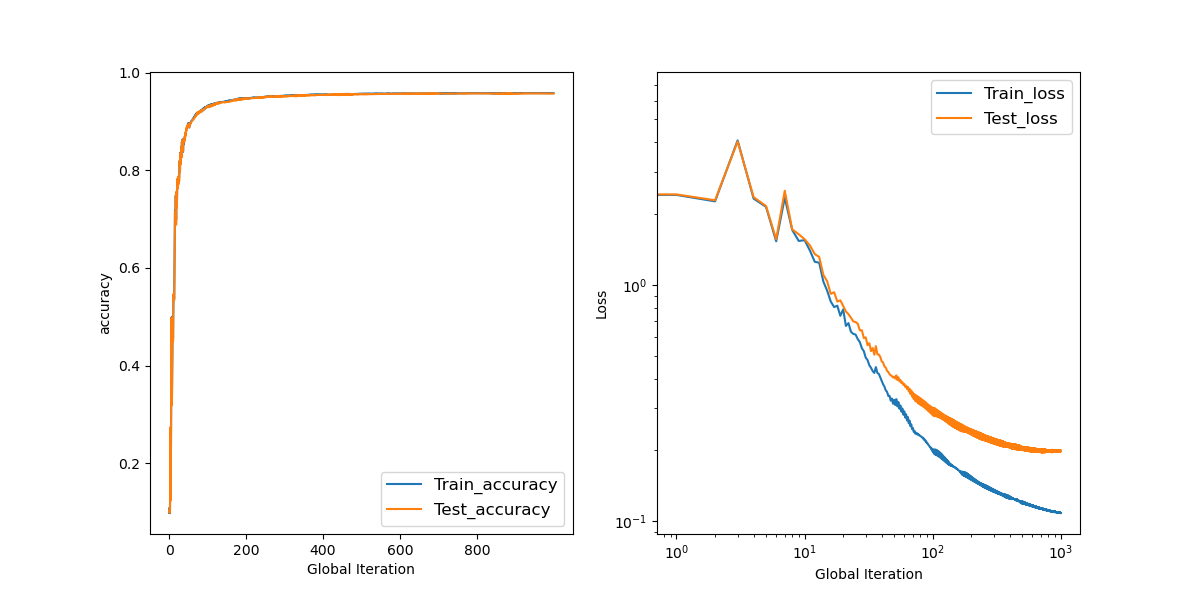 1.0
0.8
0.6
0.4
0.2
accuracy
0
200
400
600
800
Global Iteration
Train_accuracy
Test_accuracy
10⁰
10⁻¹
Loss
10⁰
10¹
10²
10³
Global Iteration
Train_loss
Test_loss